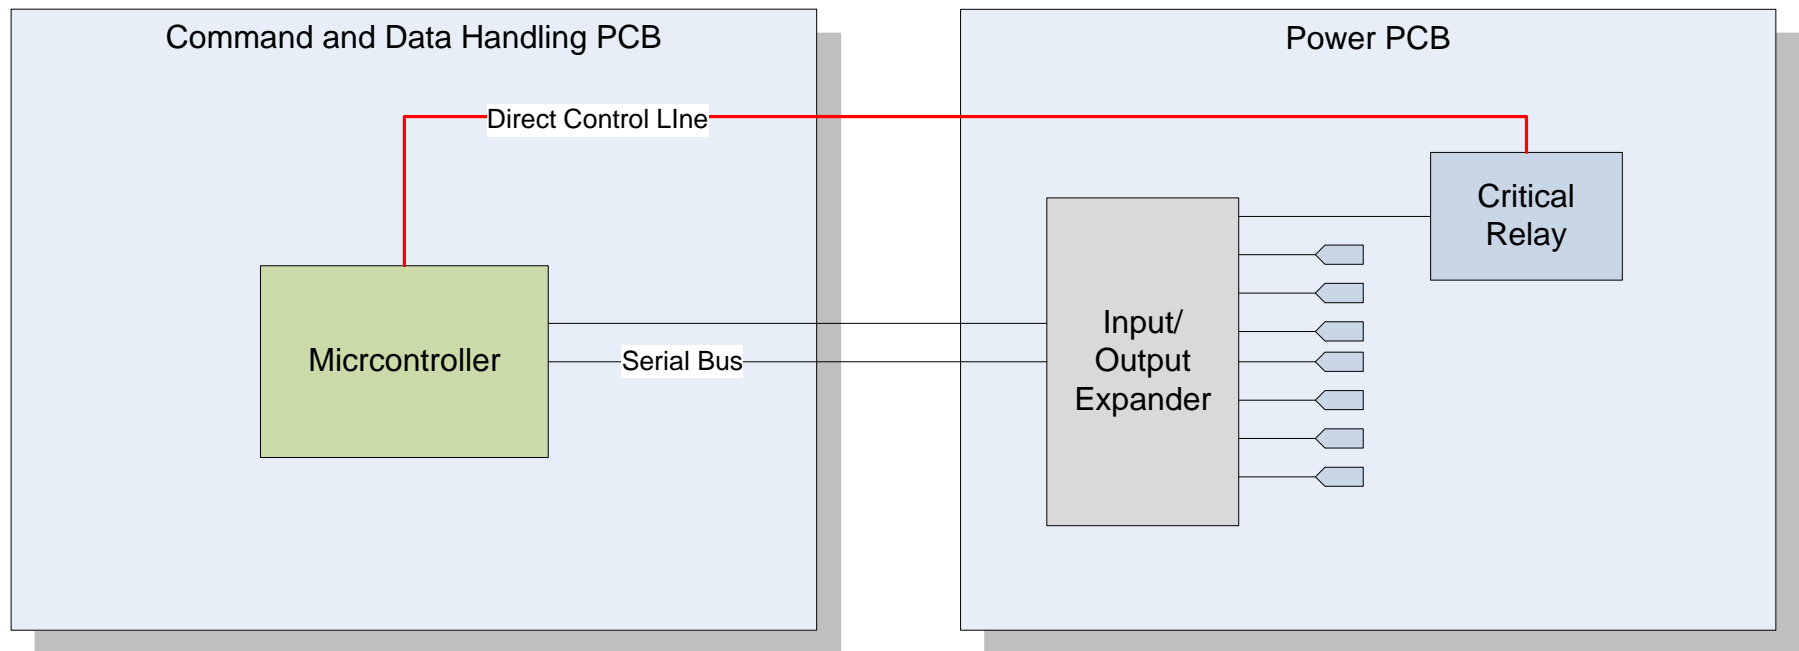 Command and Data Handling PCB
Power PCB
Direct Control LIne
Critical
Relay
Micrcontroller
Serial Bus
Input/
Output
Expander